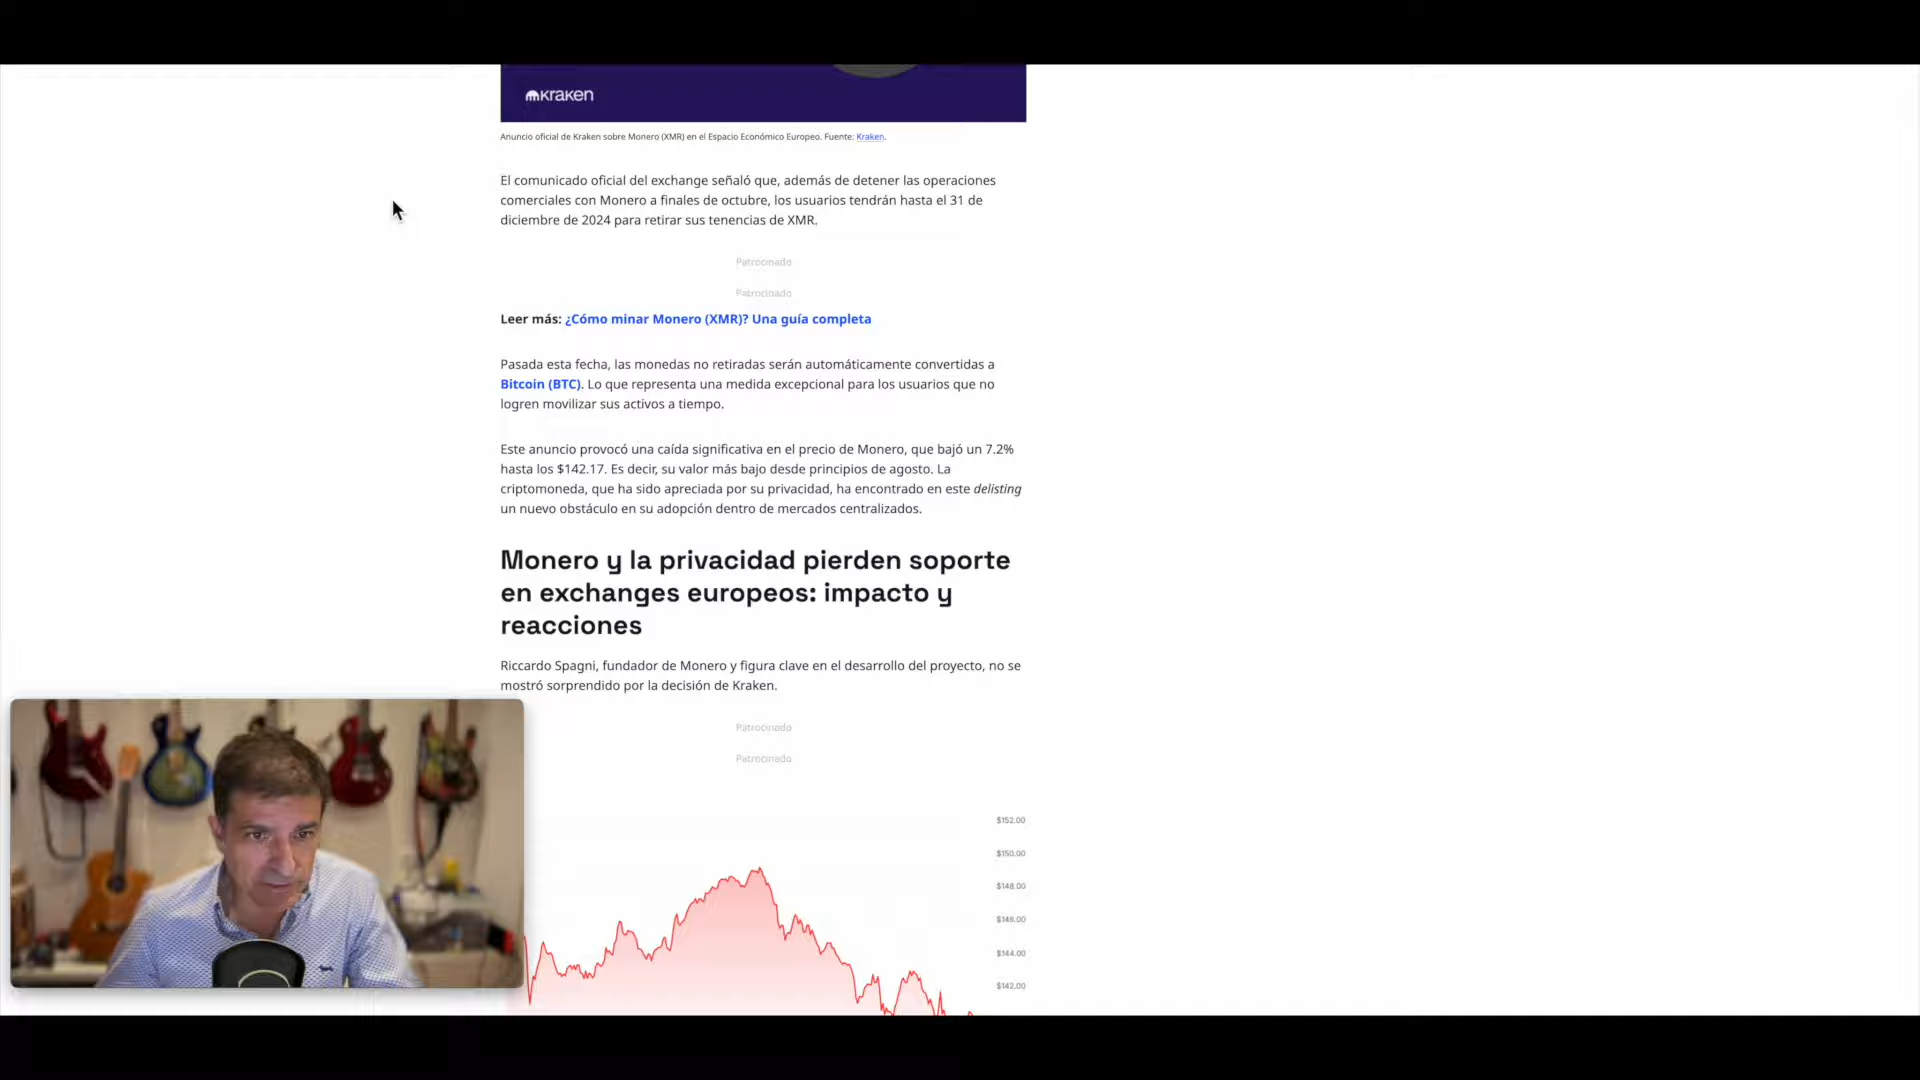 kraken
Anuncio oficial de Kraken sobre Monero (XMR) en el Espacio Económico Europeo. Fuente: Kraken.
El comunicado oficial del exchange señaló que, además de detener las operaciones
comerciales con Monero a finales de octubre, los usuarios tendrán hasta el 31 de
diciembre de 2024 para retirar sus tenencias de XMR.
Patrocinado
Patrocinado
Leer más: ¿Cómo minar Monero (XMR)? Una guía completa
Pasada esta fecha, las monedas no retiradas serán automáticamente convertidas a
Bitcoin (BTC). Lo que representa una medida excepcional para los usuarios que no
logren movilizar sus activos a tiempo.
Este anuncio provocó una caída significativa en el precio de Monero, que bajó un 7.2%
hasta los $142.17. Es decir, su valor más bajo desde principios de agosto. La
criptomoneda, que ha sido apreciada por su privacidad, ha encontrado en este delisting
un nuevo obstáculo en su adopción dentro de mercados centralizados.
Monero y la privacidad pierden soporte
en exchanges europeos: impacto y
reacciones
Riccardo Spagni, fundador de Monero y figura clave en el desarrollo del proyecto, no se
mostró sorprendido por la decisión de Kraken.
Patrocinado
Patrocinado
$152.00
$150.00
$148.00
$146.00
$144.00
$142.00